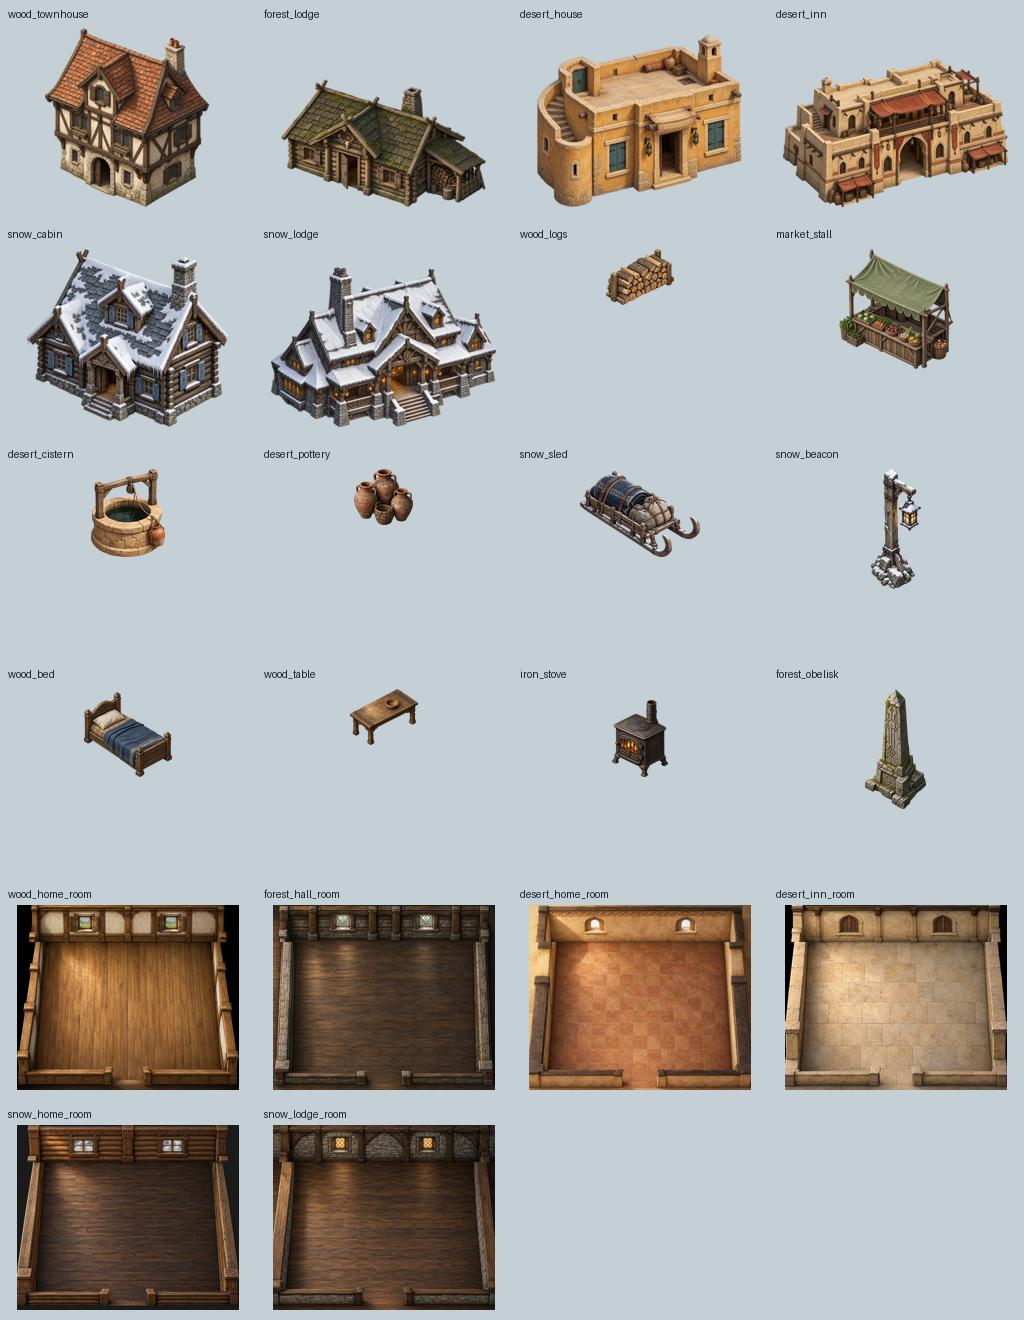 wood_townhouse
forest_lodge
desert_house
desert_inn
snow_cabin
snow_lodge
wood_logs
market_stall
desert_cistern
desert_pottery
snow_sled
snow_beacon
wood_bed
wood_table
iron_stove
forest_obelisk
wood_home_room
forest_hall_room
desert_home_room
desert_inn_room
snow_home_room
snow_lodge_room